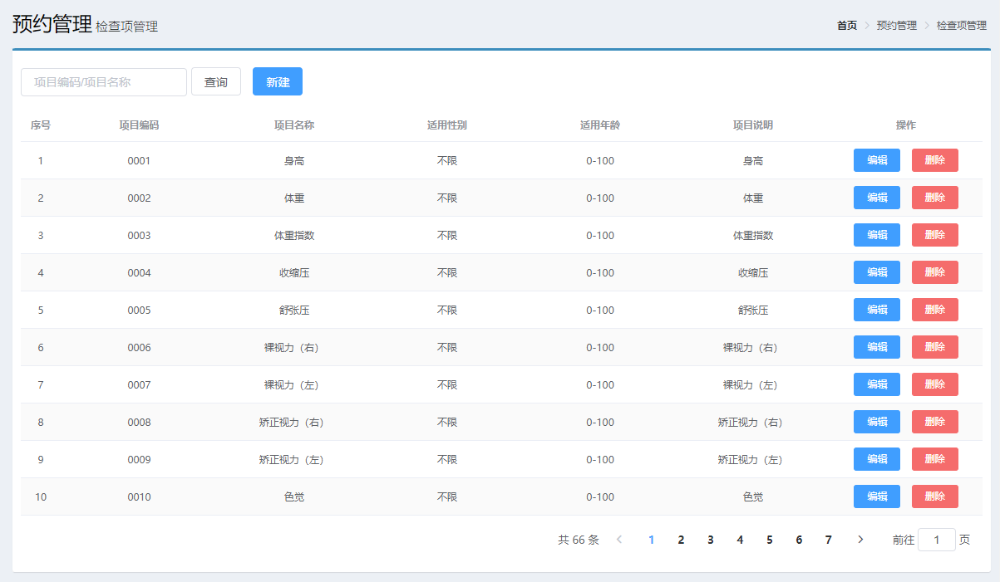 预约管理 检查项管理 首页 > 预约管理 > 检查项管理
项目编码/项目名称 查询 新建
序号 项目编码 项目名称 适用性别 适用年龄 项目说明 操作
1 0001 身高 不限 0-100 身高 编辑 删除
2 0002 体重 不限 0-100 体重 编辑 删除
3 0003 体重指数 不限 0-100 体重指数 编辑 删除
4 0004 收缩压 不限 0-100 收缩压 编辑 删除
5 0005 舒张压 不限 0-100 舒张压 编辑 删除
6 0006 裸视力（右） 不限 0-100 裸视力（右） 编辑 删除
7 0007 裸视力（左） 不限 0-100 裸视力（左） 编辑 删除
8 0008 矫正视力（右） 不限 0-100 矫正视力（右） 编辑 删除
9 0009 矫正视力（左） 不限 0-100 矫正视力（左） 编辑 删除
10 0010 色觉 不限 0-100 色觉 编辑 删除
共 66 条 < 1 2 3 4 5 6 7 > 前往 1 页